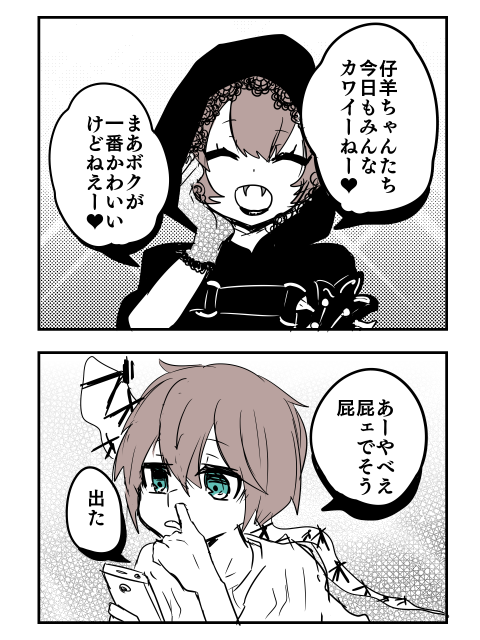 仔羊ちゃんたち
今日もみんな
カワイーねー♥
まあボクが
一番かわいい
けどねえー♥
あーやべえ
屁ェでそう
屁
出た